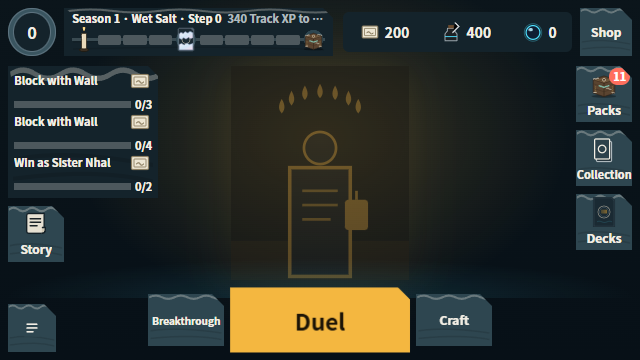 0
Season 1 · Wet Salt · Step 0 340 Track XP to ···
200
400
0
Shop
Block with Wall
0/3
Block with Wall
0/4
Win as Sister Nhal
0/2
11
Packs
Collection
Decks
Story
Breakthrough
Duel
Craft